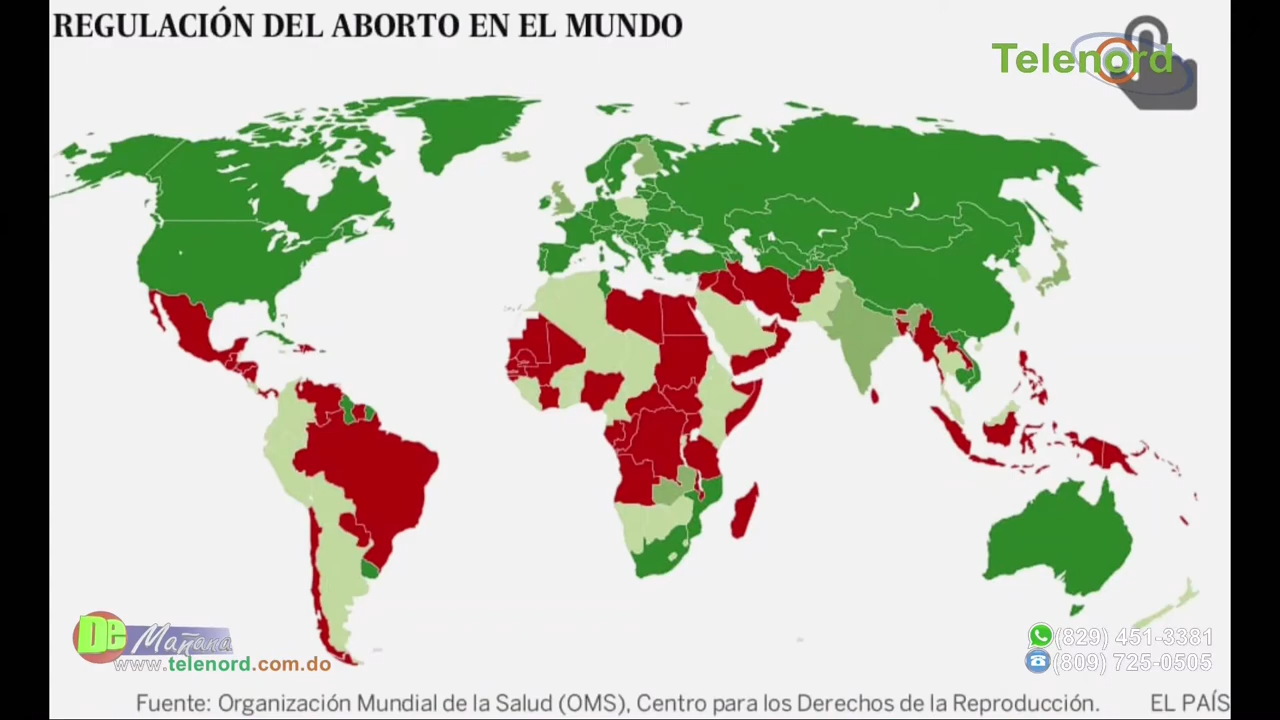 REGULACIÓN DEL ABORTO EN EL MUNDO
Telenord
De Mañana
www.telenord.com.do
(829) 451-3381
(809) 725-0505
Fuente: Organización Mundial de la Salud (OMS), Centro para los Derechos de la Reproducción.
EL PAÍS